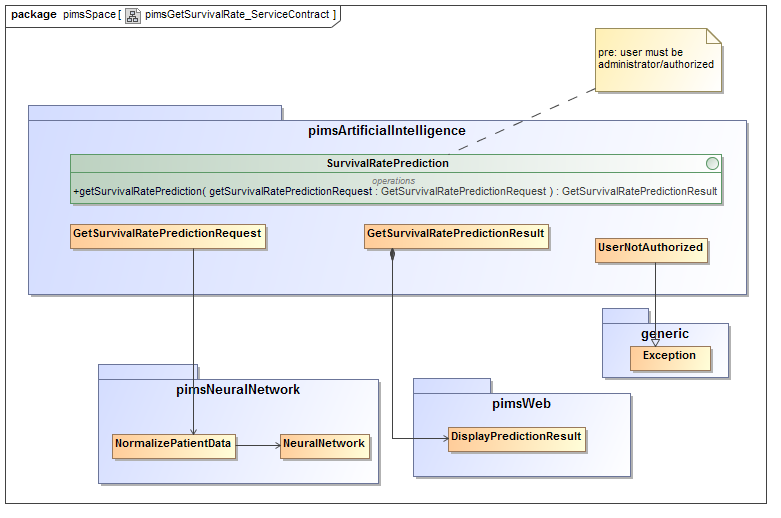 package pimsSpace [ pimsGetSurvivalRate_ServiceContract ]
pre: user must be
administrator/authorized
pimsArtificialIntelligence
SurvivalRatePrediction
operations
+getSurvivalRatePrediction( getSurvivalRatePredictionRequest : GetSurvivalRatePredictionRequest ) : GetSurvivalRatePredictionResult
GetSurvivalRatePredictionRequest
GetSurvivalRatePredictionResult
UserNotAuthorized
generic
Exception
pimsNeuralNetwork
NormalizePatientData
NeuralNetwork
pimsWeb
DisplayPredictionResult